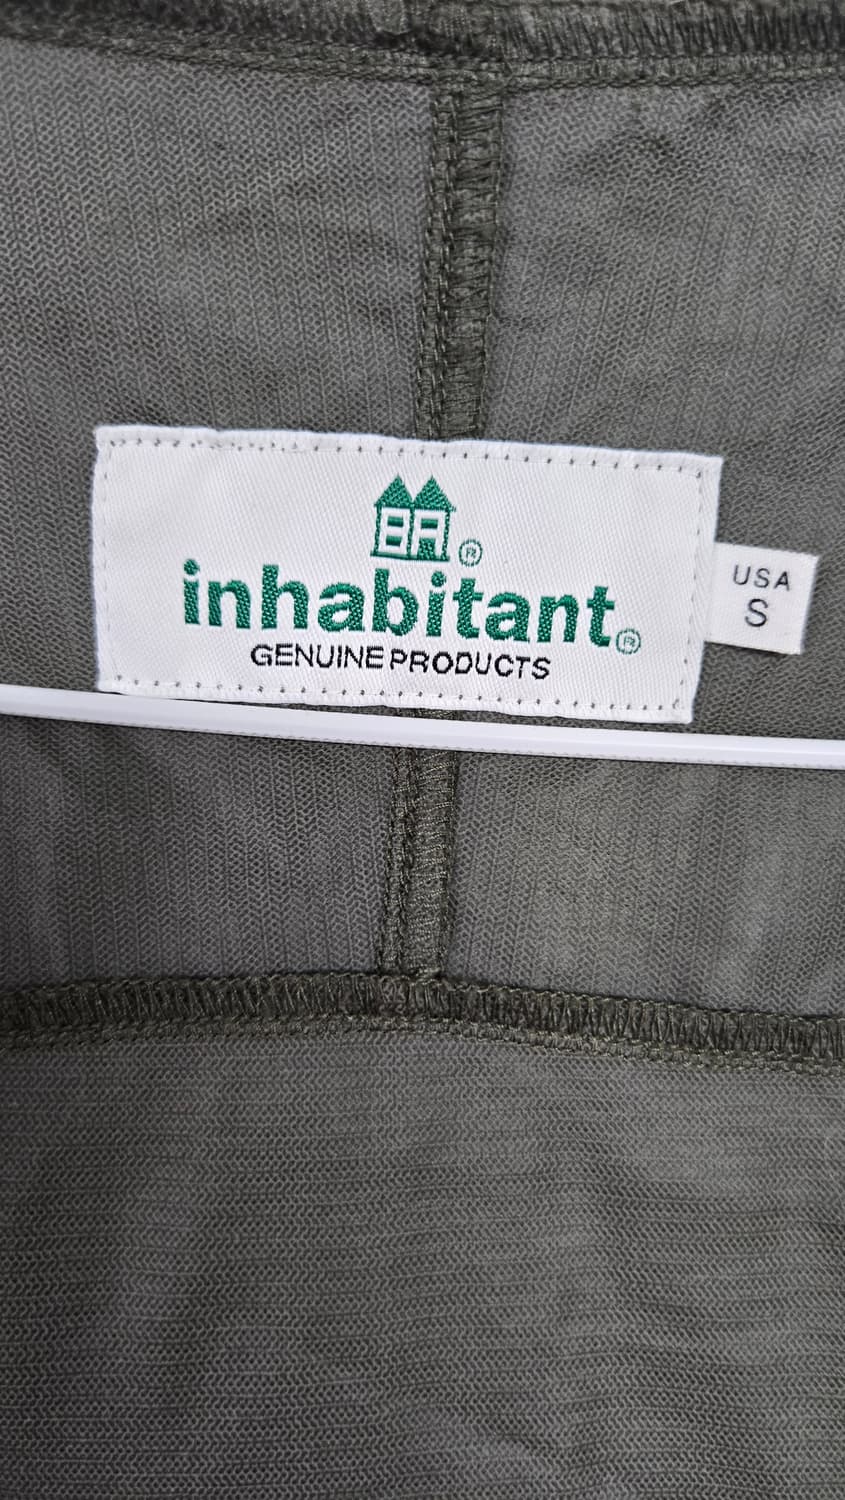 ®
inhabitant®
GENUINE PRODUCTS
USA
S